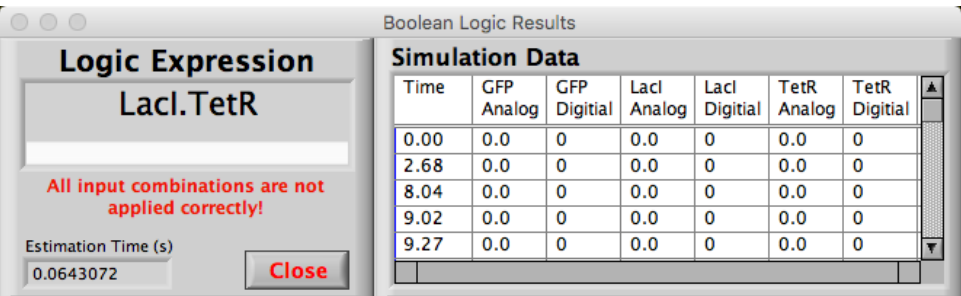 Boolean Logic Results
Logic Expression
LacI.TetR
All input combinations are not
applied correctly!
Estimation Time (s)
0.0643072
Close
Simulation Data
Time GFP GFP LacI LacI TetR TetR
Analog Digitial Analog Digitial Analog Digitial
0.00 0.0 0 0.0 0 0.0 0
2.68 0.0 0 0.0 0 0.0 0
8.04 0.0 0 0.0 0 0.0 0
9.02 0.0 0 0.0 0 0.0 0
9.27 0.0 0 0.0 0 0.0 0